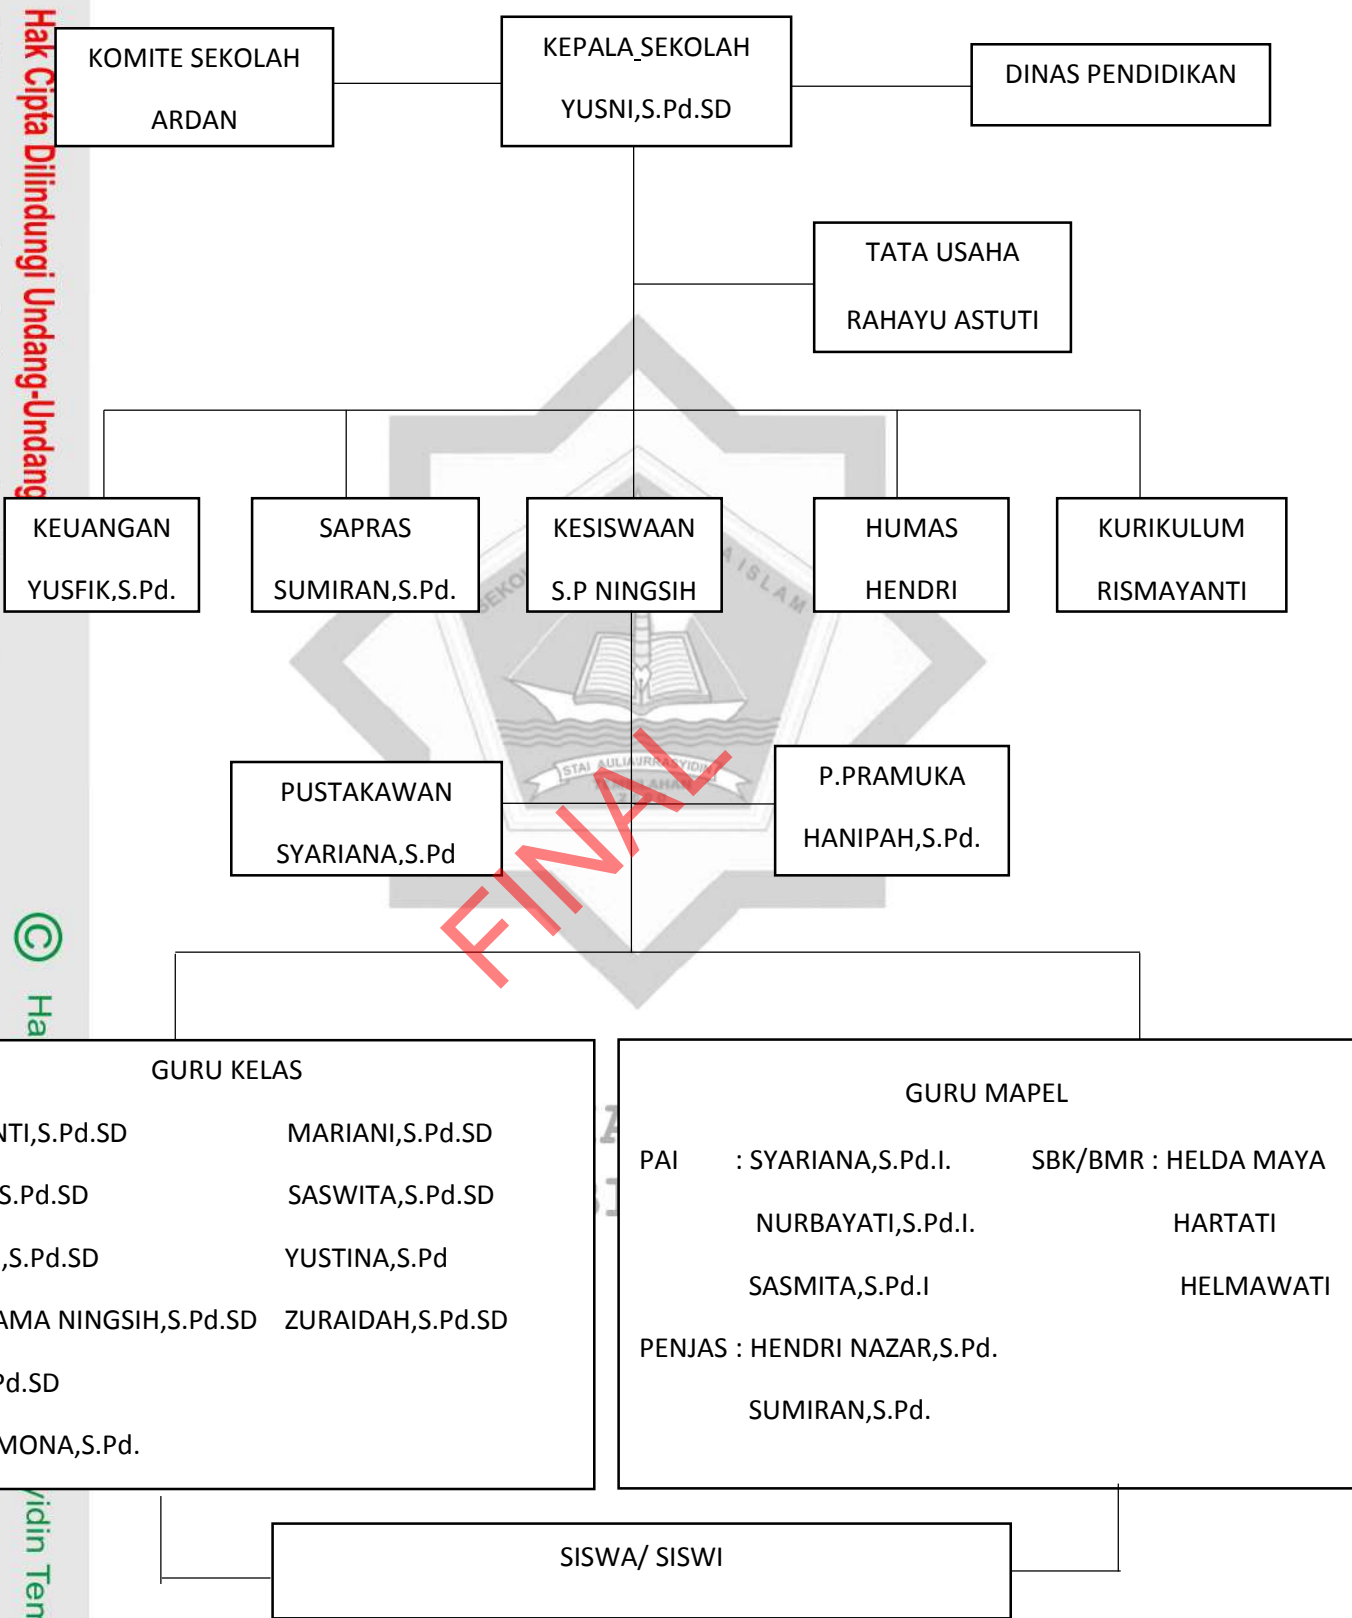 Hak Cipta Dilindungi Undang-Undang
KOMITE SEKOLAH
ARDAN
KEPALA SEKOLAH
YUSNI,S.Pd.SD
DINAS PENDIDIKAN
TATA USAHA
RAHAYU ASTUTI
KEUANGAN
YUSFIK,S.Pd.
SAPRAS
SUMIRAN,S.Pd.
KESISWAAN
S.P NINGSIH
HUMAS
HENDRI
KURIKULUM
RISMAYANTI
ISLAM
STAI AULIAURRASYIDIN
TEMBILAHAN
PUSTAKAWAN
SYARIANA,S.Pd
P.PRAMUKA
HANIPAH,S.Pd.
FINAL
©
GURU KELAS
NTI,S.Pd.SD MARIANI,S.Pd.SD
S.Pd.SD SASWITA,S.Pd.SD
,S.Pd.SD YUSTINA,S.Pd
AMA NINGSIH,S.Pd.SD ZURAIDAH,S.Pd.SD
Pd.SD
MONA,S.Pd.
GURU MAPEL
PAI : SYARIANA,S.Pd.I. SBK/BMR : HELDA MAYA
NURBAYATI,S.Pd.I. HARTATI
SASMITA,S.Pd.I HELMAWATI
PENJAS : HENDRI NAZAR,S.Pd.
SUMIRAN,S.Pd.
SISWA/ SISWI